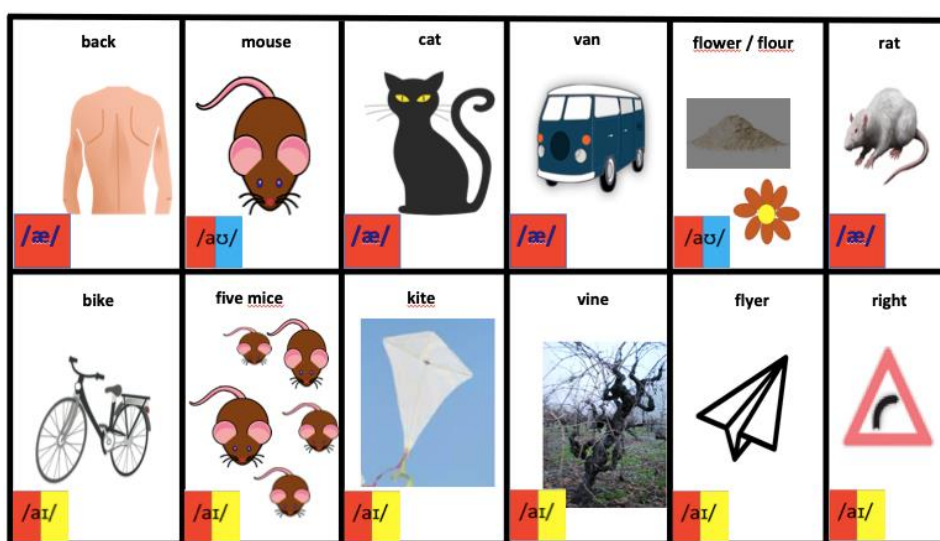 back
mouse
cat
van
flower / flour
rat
/æ/
/aʊ/
/æ/
/æ/
/aʊ/
/æ/
bike
five mice
kite
vine
flyer
right
/aɪ/
/aɪ/
/aɪ/
/aɪ/
/aɪ/
/aɪ/